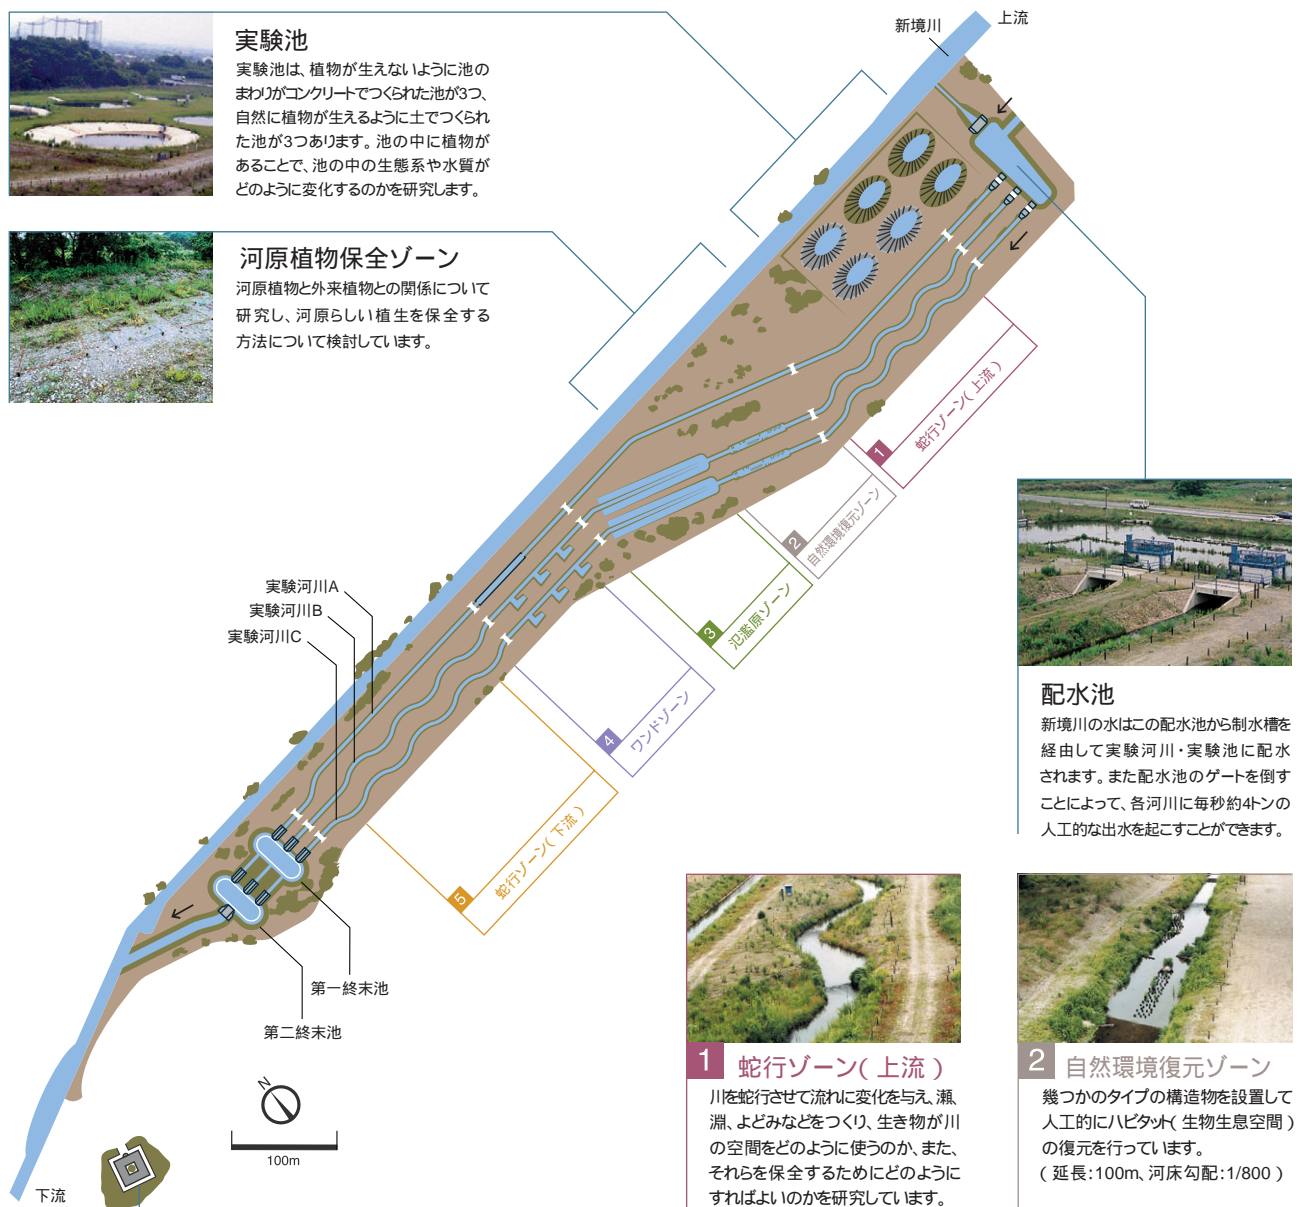 実験池
実験池は、植物が生えないように池の
まわりがコンクリートでつくられた池が3つ、
自然に植物が生えるように土でつくられ
た池が3つあります。池の中に植物が
あることで、池の中の生態系や水質が
どのように変化するのかを研究します。
河原植物保全ゾーン
河原植物と外来植物との関係について
研究し、河原らしい植生を保全する
方法について検討しています。
新境川
上流
1
蛇行ゾーン(上流)
2
自然環境復元ゾーン
3
氾濫原ゾーン
4
ワンドゾーン
5
蛇行ゾーン(下流)
実験河川A
実験河川B
実験河川C
第一終末池
第二終末池
N
100m
下流
配水池
新境川の水はこの配水池から制水槽を
経由して実験河川・実験池に配水
されます。また配水池のゲートを倒す
ことによって、各河川に毎秒約4トンの
人工的な出水を起こすことができます。
1 蛇行ゾーン(上流)
川を蛇行させて流れに変化を与え、瀬、
淵、よどみなどをつくり、生き物が川
の空間をどのように使うのか、また、
それらを保全するためにどのように
すればよいのかを研究しています。
2 自然環境復元ゾーン
幾つかのタイプの構造物を設置して
人工的にハビタット(生物生息空間)
の復元を行っています。
(延長:100m、河床勾配:1/800)